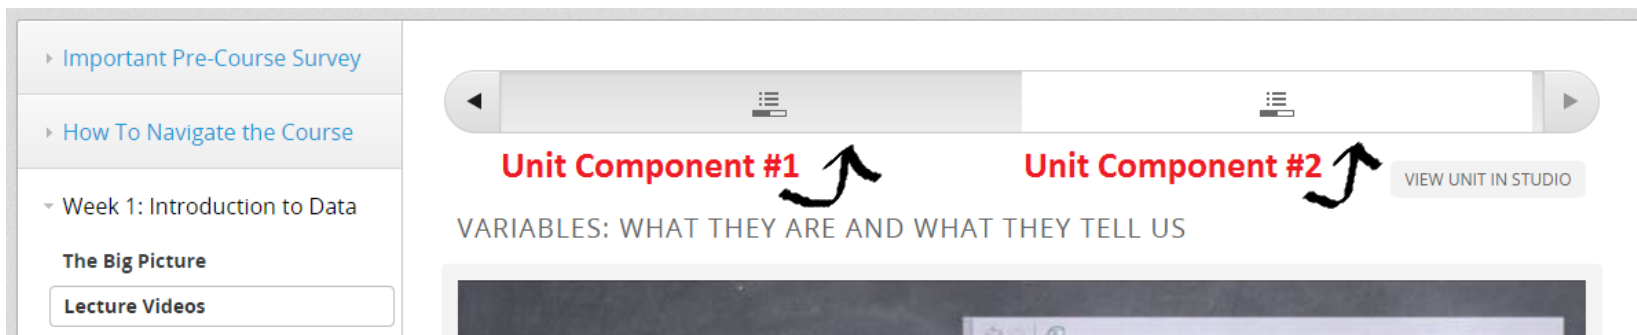 Important Pre-Course Survey
How To Navigate the Course
Week 1: Introduction to Data
The Big Picture
Lecture Videos
Unit Component #1
Unit Component #2
VIEW UNIT IN STUDIO
VARIABLES: WHAT THEY ARE AND WHAT THEY TELL US